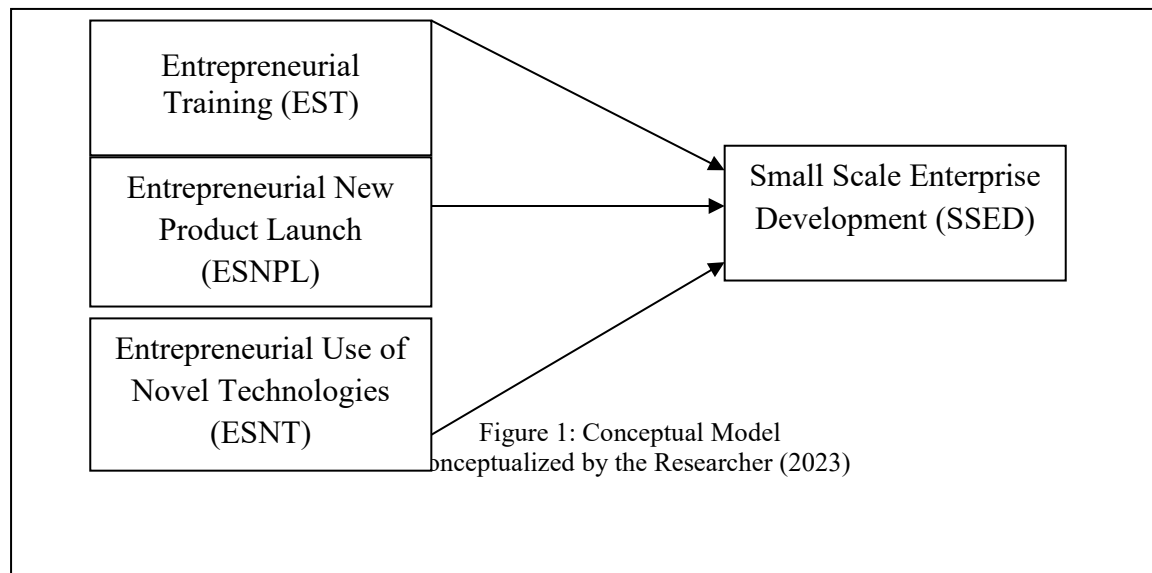 Entrepreneurial
Training (EST)
Entrepreneurial New
Product Launch
(ESNPL)
Entrepreneurial Use of
Novel Technologies
(ESNT)
Small Scale Enterprise
Development (SSED)
Figure 1: Conceptual Model
onceptualized by the Researcher (2023)